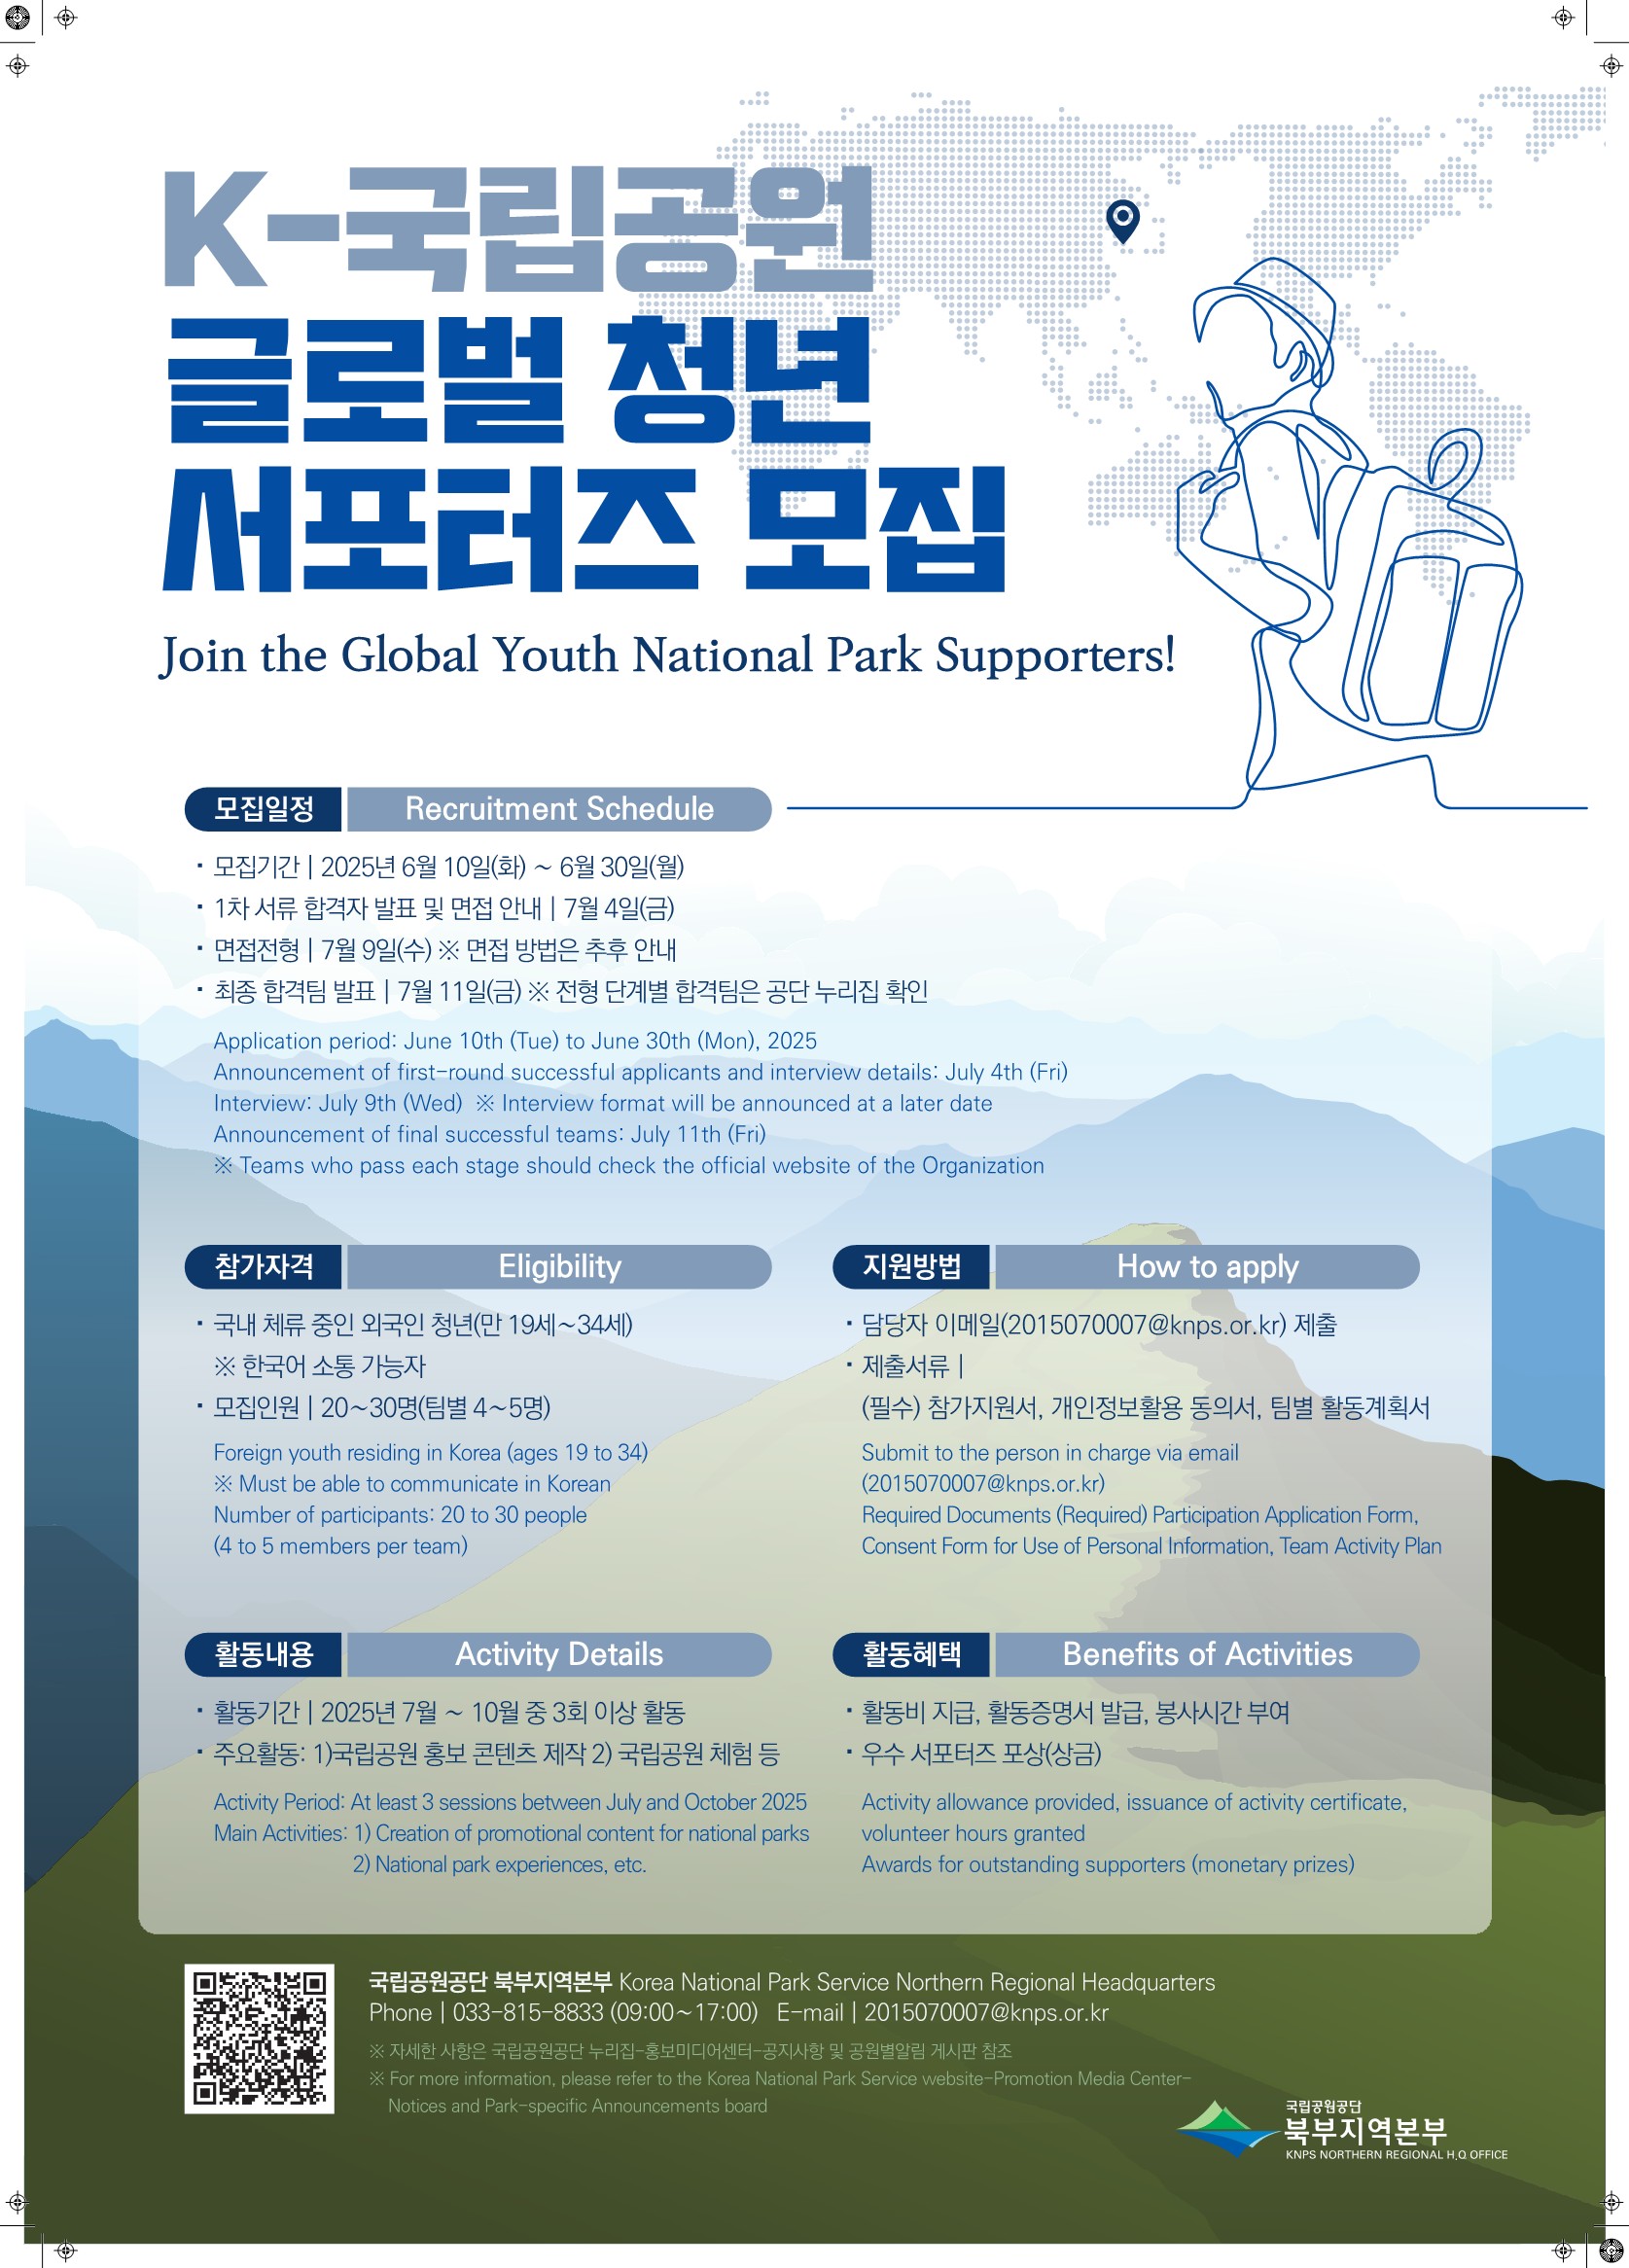 K-국립공원
글로벌 청년
서포터즈 모집
Join the Global Youth National Park Supporters!
모집일정 Recruitment Schedule
· 모집기간 | 2025년 6월 10일(화) ~ 6월 30일(월)
· 1차 서류 합격자 발표 및 면접 안내 | 7월 4일(금)
· 면접전형 | 7월 9일(수) ※ 면접 방법은 추후 안내
· 최종 합격팀 발표 | 7월 11일(금) ※ 전형 단계별 합격팀은 공단 누리집 확인
Application period: June 10th (Tue) to June 30th (Mon), 2025
Announcement of first-round successful applicants and interview details: July 4th (Fri)
Interview: July 9th (Wed) ※ Interview format will be announced at a later date
Announcement of final successful teams: July 11th (Fri)
※ Teams who pass each stage should check the official website of the Organization
참가자격 Eligibility
· 국내 체류 중인 외국인 청년(만 19세~34세)
※ 한국어 소통 가능자
· 모집인원 | 20~30명(팀별 4~5명)
Foreign youth residing in Korea (ages 19 to 34)
※ Must be able to communicate in Korean
Number of participants: 20 to 30 people
(4 to 5 members per team)
지원방법 How to apply
· 담당자 이메일(2015070007@knps.or.kr) 제출
· 제출서류 |
(필수) 참가지원서, 개인정보활용 동의서, 팀별 활동계획서
Submit to the person in charge via email
(2015070007@knps.or.kr)
Required Documents (Required) Participation Application Form,
Consent Form for Use of Personal Information, Team Activity Plan
활동내용 Activity Details
· 활동기간 | 2025년 7월 ~ 10월 중 3회 이상 활동
· 주요활동: 1)국립공원 홍보 콘텐츠 제작 2) 국립공원 체험 등
Activity Period: At least 3 sessions between July and October 2025
Main Activities: 1) Creation of promotional content for national parks
2) National park experiences, etc.
활동혜택 Benefits of Activities
· 활동비 지급, 활동증명서 발급, 봉사시간 부여
· 우수 서포터즈 포상(상금)
Activity allowance provided, issuance of activity certificate,
volunteer hours granted
Awards for outstanding supporters (monetary prizes)
국립공원공단 북부지역본부 Korea National Park Service Northern Regional Headquarters
Phone | 033-815-8833 (09:00~17:00) E-mail | 2015070007@knps.or.kr
※ 자세한 사항은 국립공원공단 누리집-홍보미디어센터-공지사항 및 공원별알림 게시판 참조
※ For more information, please refer to the Korea National Park Service website-Promotion Media Center-
Notices and Park-specific Announcements board
국립공원공단
북부지역본부
KNPS NORTHERN REGIONAL H.Q OFFICE